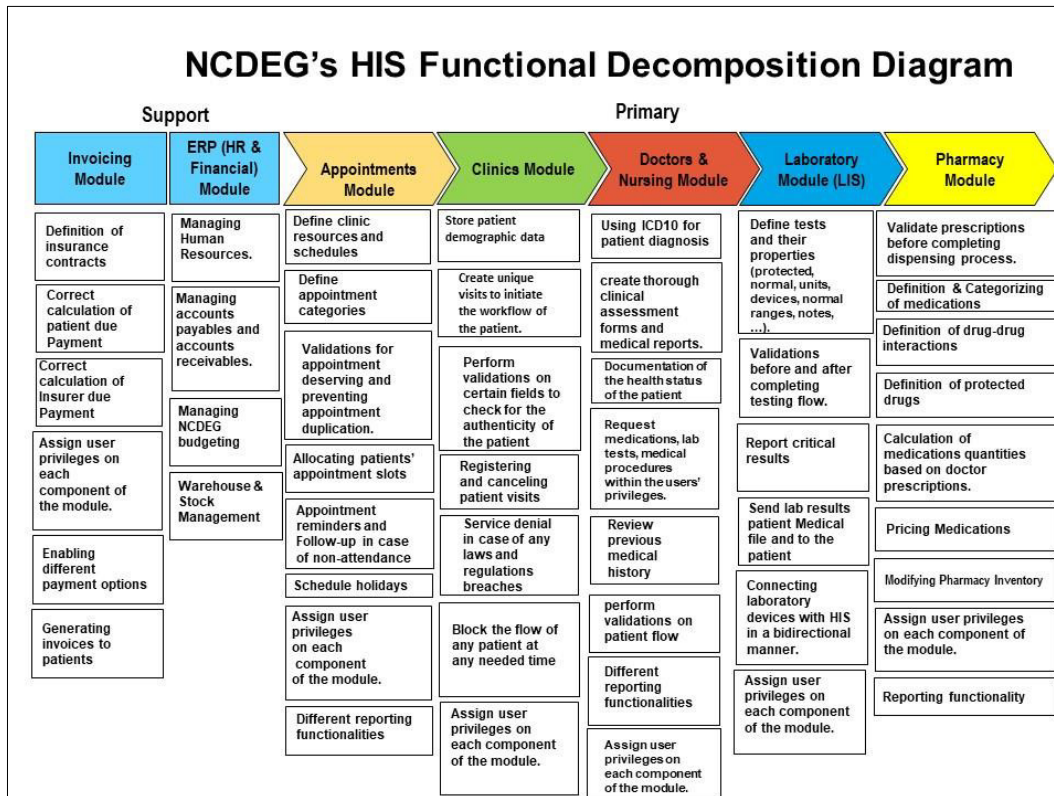 NCDEG's HIS Functional Decomposition Diagram
Support
Primary
Invoicing
Module
ERP (HR &
Financial)
Module
Appointments
Module
Clinics Module
Doctors &
Nursing Module
Laboratory
Module (LIS)
Pharmacy
Module
Definition of
insurance
contracts
Correct
calculation of
patient due
Payment
Correct
calculation of
Insurer due
Payment
Assign user
privileges on
each
component of
the module.
Enabling
different
payment options
Generating
invoices to
patients
Managing
Human
Resources.
Managing
accounts
payables and
accounts
receivables.
Managing
NCDEG
budgeting
Warehouse &
Stock
Management
Define clinic
resources and
schedules
Define
appointment
categories
Validations for
appointment
deserving and
preventing
appointment
duplication.
Allocating patients'
appointment slots
Appointment
reminders and
Follow-up in case
of non-attendance
Schedule holidays
Assign user
privileges
on each
component
of the module.
Different reporting
functionalities
Store patient
demographic data
Create unique
visits to initiate
the workflow of
the patient.
Perform
validations on
certain fields to
check for the
authenticity of
the patient
Registering
and canceling
patient visits
Service denial
in case of any
laws and
regulations
breaches
Block the flow of
any patient at
any needed time
Assign user
privileges on
each component
of the module.
Using ICD10 for
patient diagnosis
create thorough
clinical
assessment
forms and
medical reports.
Documentation of
the health status
of the patient
Request
medications, lab
tests, medical
procedures
within the users'
privileges.
Review
previous
medical
history
perform
validations on
patient flow
Different
reporting
functionalities
Assign user
privileges on
each component
of the module.
Define tests
and their
properties
(protected,
normal, units,
devices, normal
ranges, notes,
...).
Validations
before and after
completing
testing flow.
Report critical
results
Send lab results
patient Medical
file and to the
patient
Connecting
laboratory
devices with HIS
in a bidirectional
manner.
Assign user
privileges on
each component
of the module.
Validate prescriptions
before completing
dispensing process.
Definition & Categorizing
of medications
Definition of drug-drug
interactions
Definition of protected
drugs
Calculation of
medications quantities
based on doctor
prescriptions.
Pricing Medications
Modifying Pharmacy Inventory
Assign user privileges
on each component of
the module.
Reporting functionality